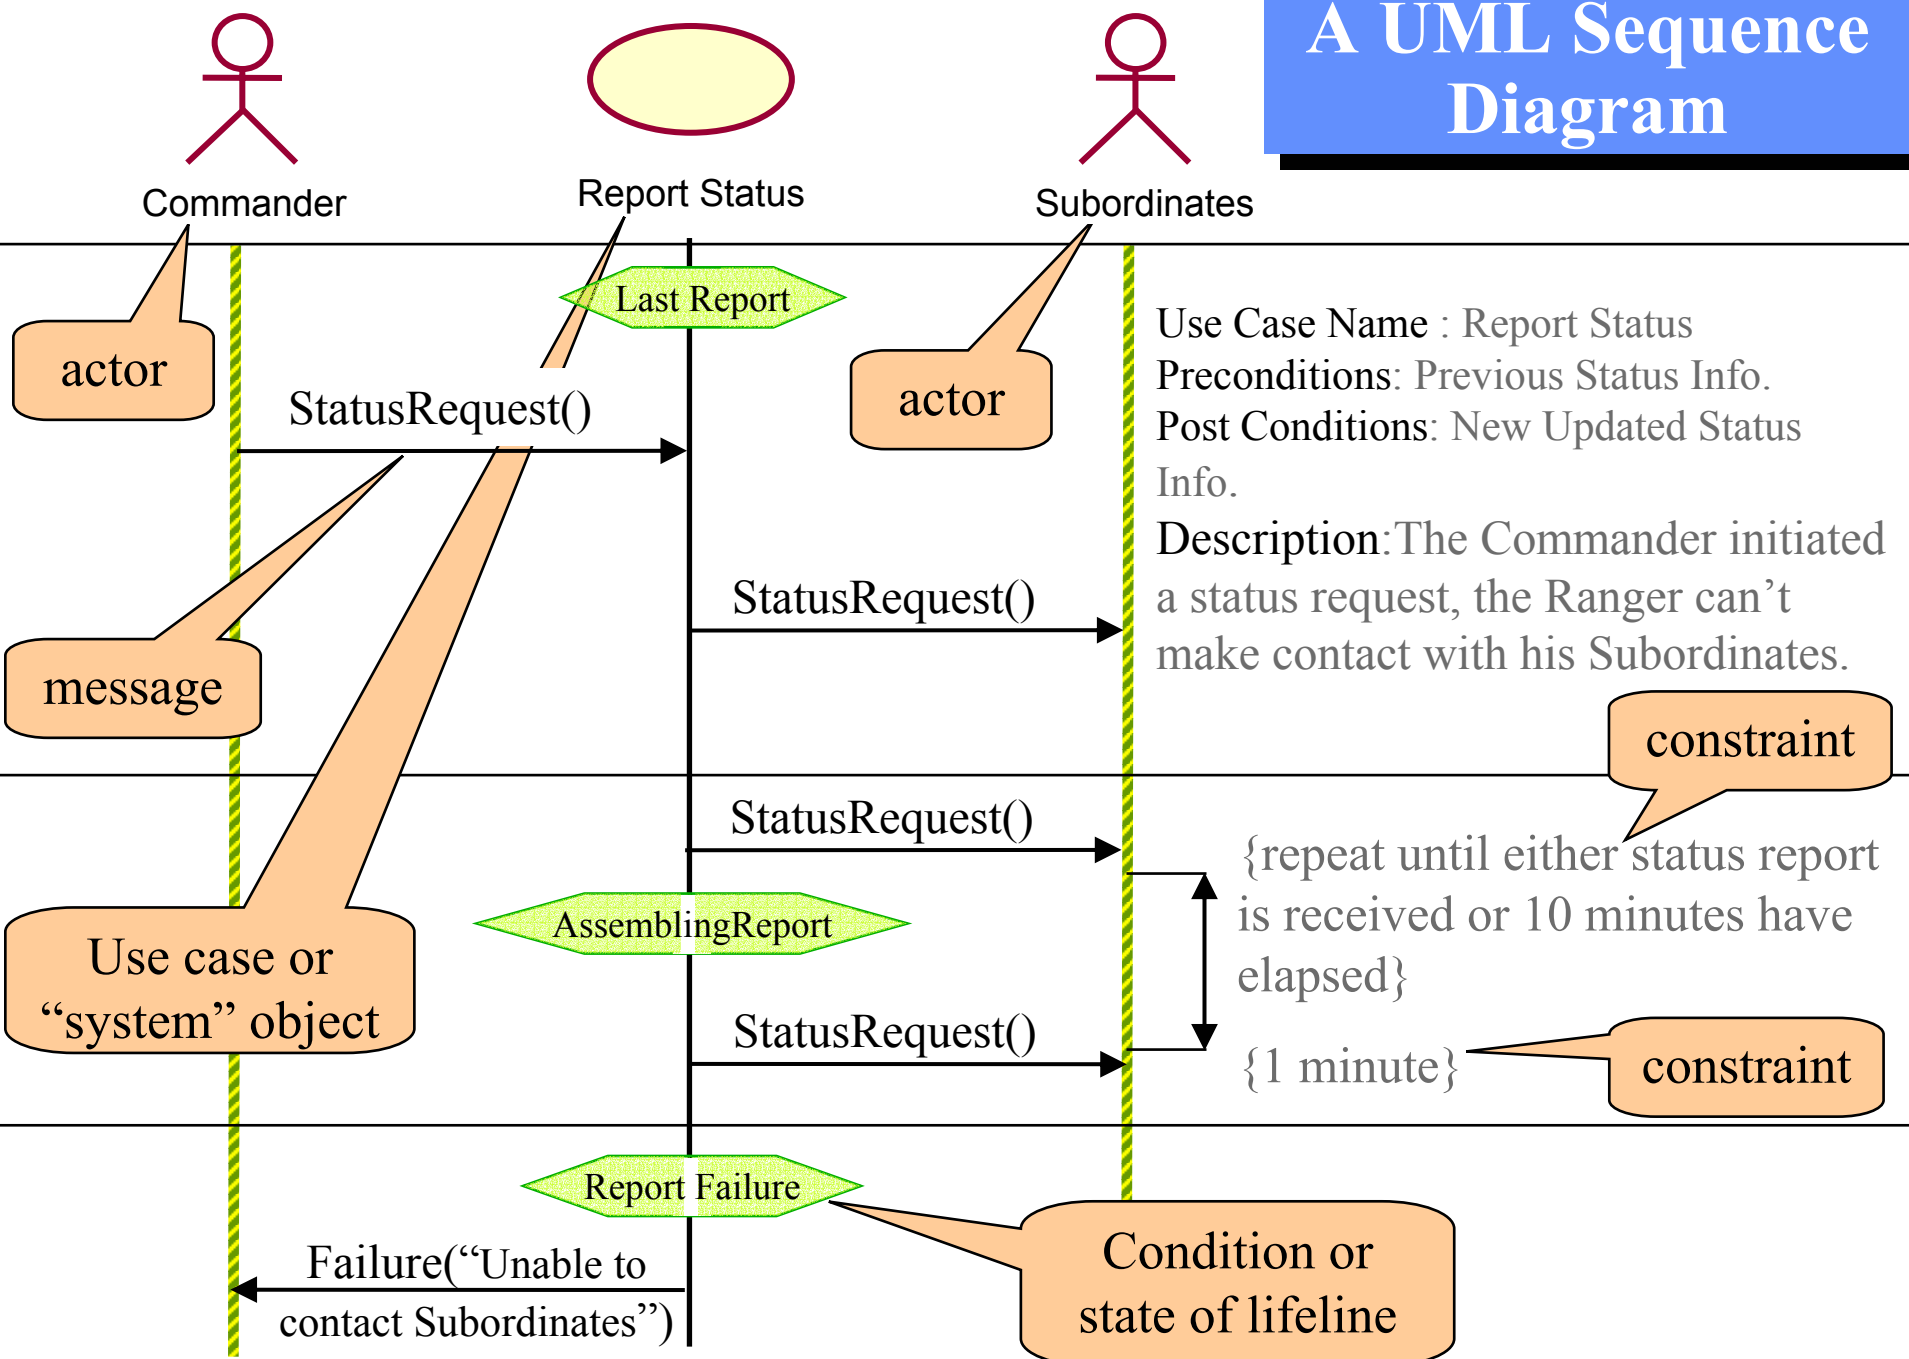 A UML Sequence
Diagram
Commander
Report Status
Subordinates
Last Report
actor
StatusRequest()
actor
Use Case Name : Report Status
Preconditions: Previous Status Info.
Post Conditions: New Updated Status
Info.
Description:The Commander initiated
a status request, the Ranger can’t
make contact with his Subordinates.
StatusRequest()
message
constraint
StatusRequest()
{repeat until either status report
is received or 10 minutes have
elapsed}
AssemblingReport
Use case or
“system” object
StatusRequest()
{1 minute}
constraint
Report Failure
Condition or
state of lifeline
Failure(“Unable to
contact Subordinates”)